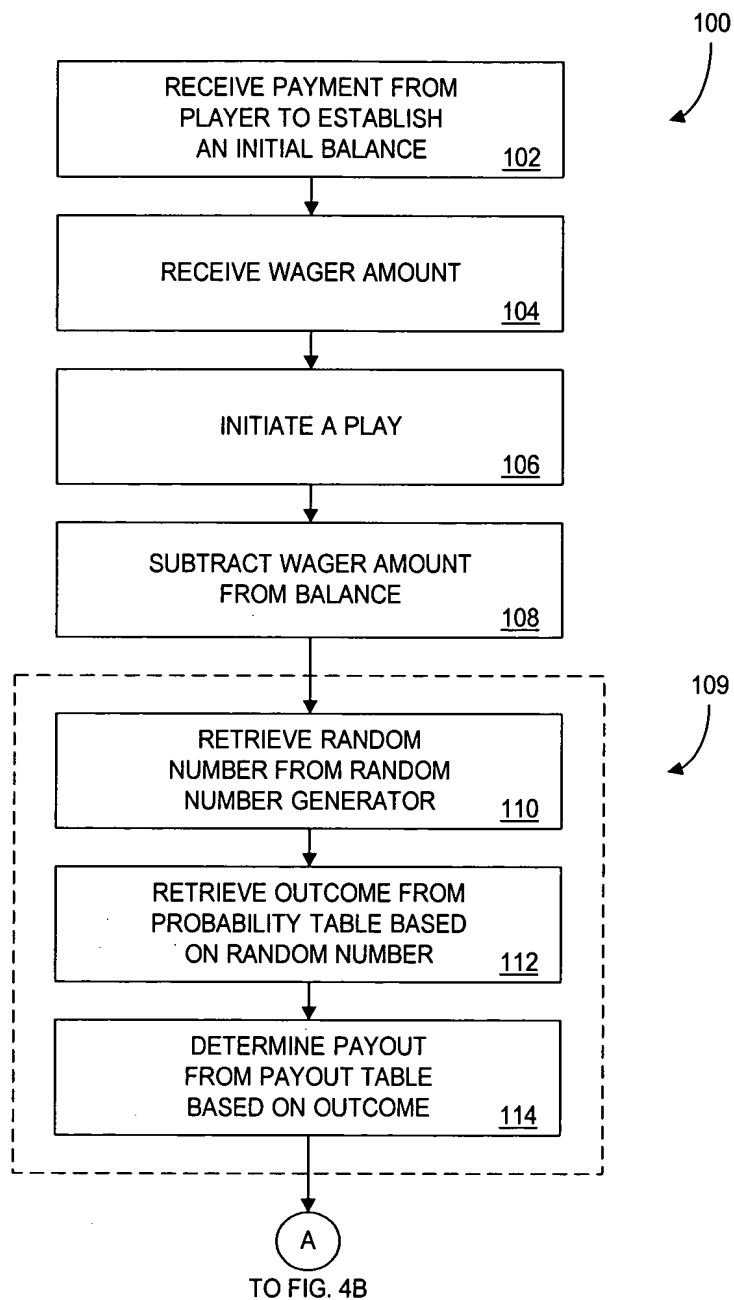 100
RECEIVE PAYMENT FROM
PLAYER TO ESTABLISH
AN INITIAL BALANCE
102
RECEIVE WAGER AMOUNT
104
INITIATE A PLAY
106
SUBTRACT WAGER AMOUNT
FROM BALANCE
108
109
RETRIEVE RANDOM
NUMBER FROM RANDOM
NUMBER GENERATOR
110
RETRIEVE OUTCOME FROM
PROBABILITY TABLE BASED
ON RANDOM NUMBER
112
DETERMINE PAYOUT
FROM PAYOUT TABLE
BASED ON OUTCOME
114
A
TO FIG. 4B